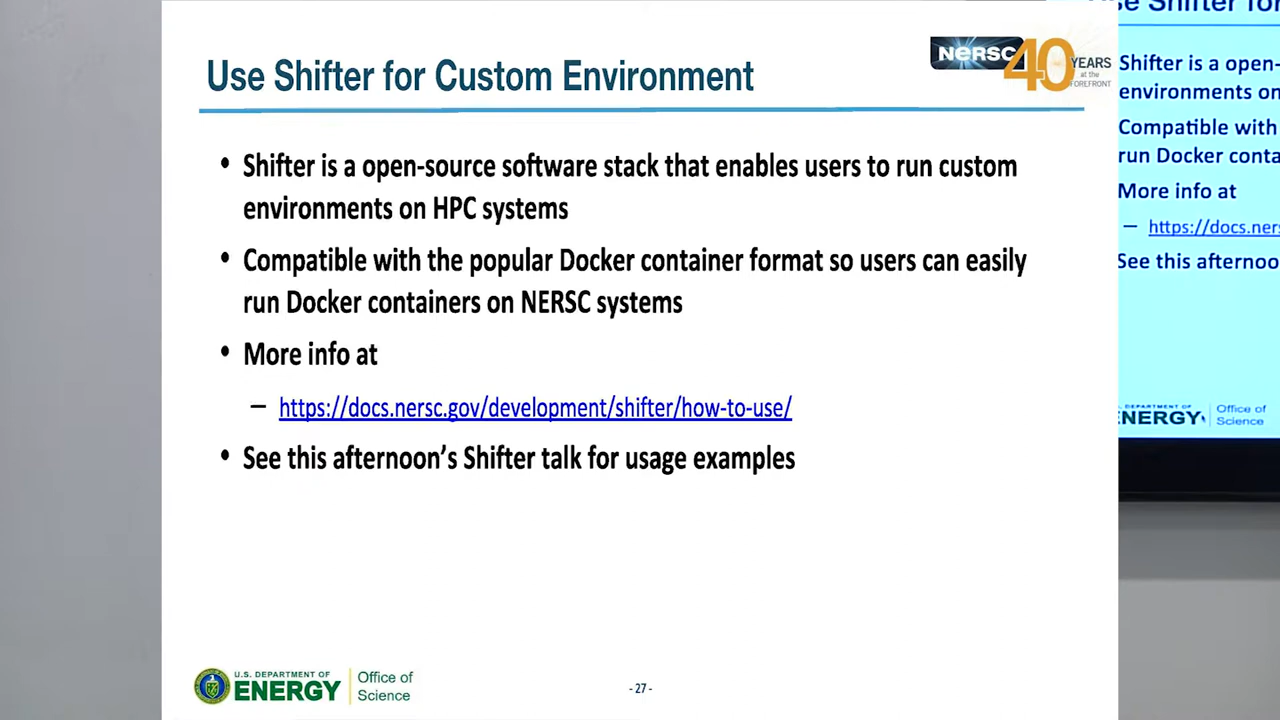 Use Shifter for Custom Environment
NERSC 40 YEARS
at the
FOREFRONT
• Shifter is a open-source software stack that enables users to run custom
environments on HPC systems
• Compatible with the popular Docker container format so users can easily
run Docker containers on NERSC systems
• More info at
– https://docs.nersc.gov/development/shifter/how-to-use/
• See this afternoon's Shifter talk for usage examples
U.S. DEPARTMENT OF
ENERGY
Office of
Science
- 27 -
Use Shifter for
Shifter is a open-
environments on
Compatible with
run Docker conta
More info at
– https://docs.ners
See this afternoo
DEPARTMENT OF
ENERGY
Office of
Science